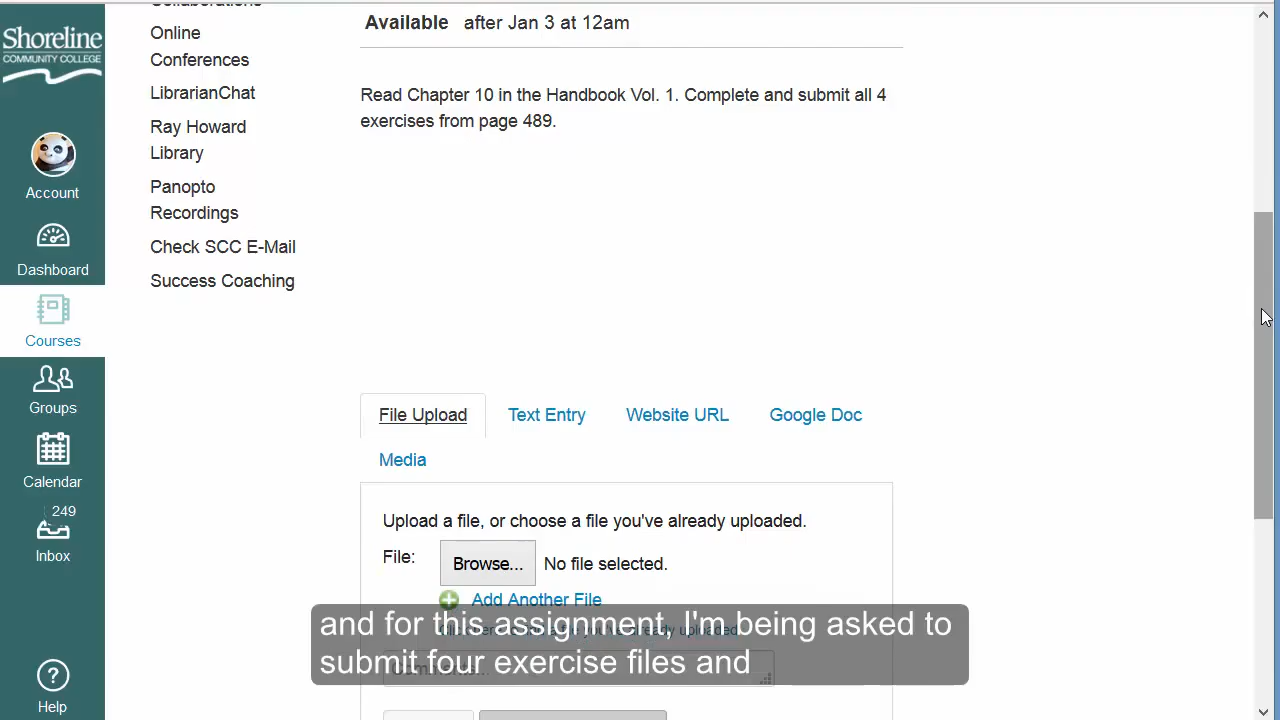 Shoreline
COMMUNITY COLLEGE
Account
Dashboard
Courses
Groups
Calendar
249
Inbox
Help
Collaborations
Online
Conferences
LibrarianChat
Ray Howard
Library
Panopto
Recordings
Check SCC E-Mail
Success Coaching
Available after Jan 3 at 12am
Read Chapter 10 in the Handbook Vol. 1. Complete and submit all 4
exercises from page 489.
File Upload Text Entry Website URL Google Doc
Media
Upload a file, or choose a file you've already uploaded.
File: Browse... No file selected.
Add Another File
and for this assignment, I'm being asked to
submit four exercise files and